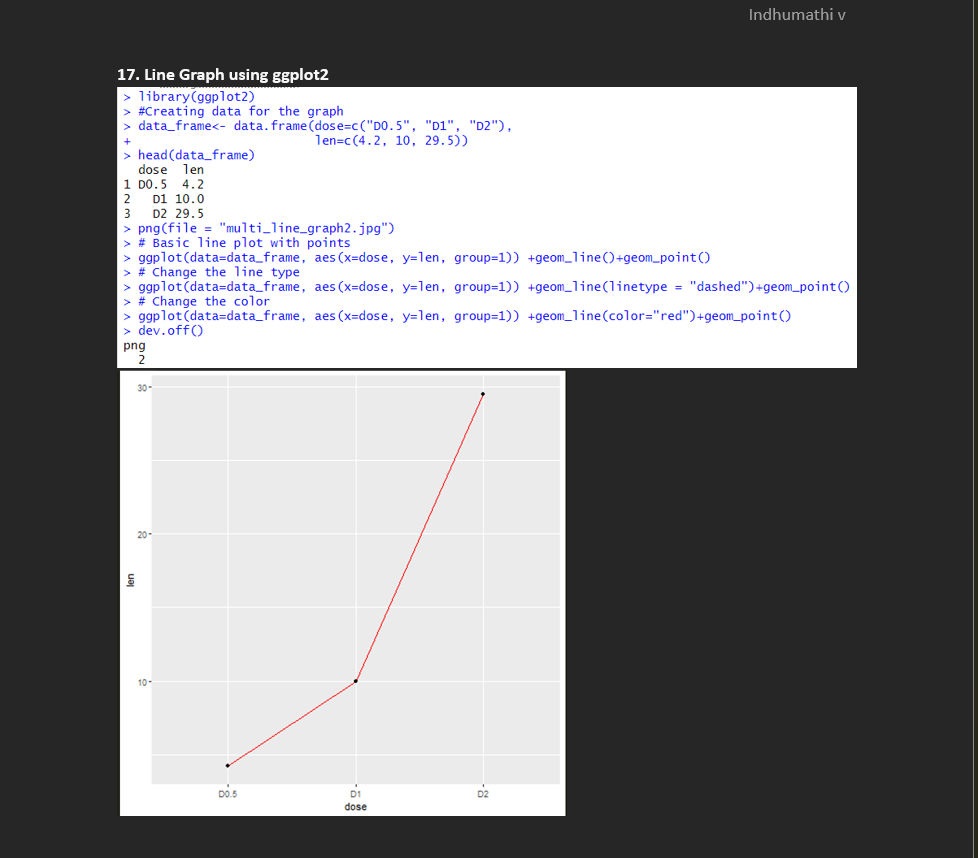 Indhumathi v
17. Line Graph using ggplot2
> library(ggplot2)
> #Creating data for the graph
> data_frame<- data.frame(dose=c("D0.5", "D1", "D2"),
+                         len=c(4.2, 10, 29.5))
> head(data_frame)
  dose  len
1 D0.5  4.2
2   D1 10.0
3   D2 29.5
> png(file = "multi_line_graph2.jpg")
> # Basic line plot with points
> ggplot(data=data_frame, aes(x=dose, y=len, group=1)) +geom_line()+geom_point()
> # Change the line type
> ggplot(data=data_frame, aes(x=dose, y=len, group=1)) +geom_line(linetype = "dashed")+geom_point()
> # Change the color
> ggplot(data=data_frame, aes(x=dose, y=len, group=1)) +geom_line(color="red")+geom_point()
> dev.off()
png
  2
30
20
len
10
D0.5 D1 D2
dose